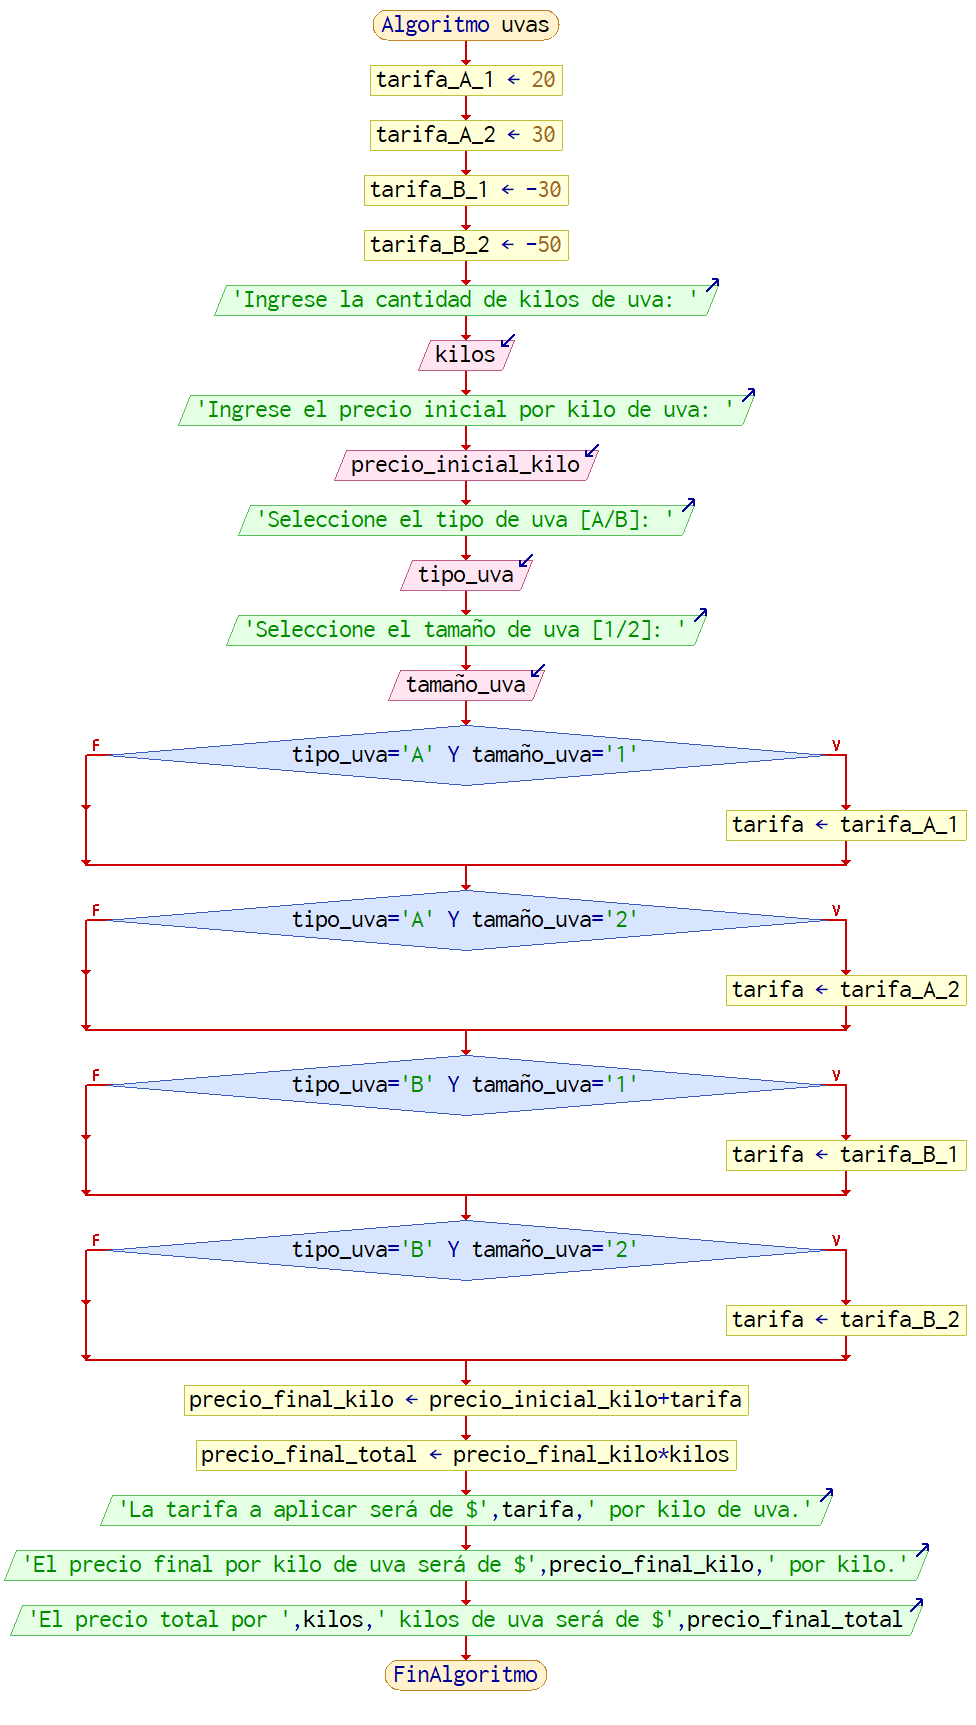 Algoritmo uvas
tarifa_A_1 ← 20
tarifa_A_2 ← 30
tarifa_B_1 ← -30
tarifa_B_2 ← -50
'Ingrese la cantidad de kilos de uva: '
kilos
'Ingrese el precio inicial por kilo de uva: '
precio_inicial_kilo
'Seleccione el tipo de uva [A/B]: '
tipo_uva
'Seleccione el tamaño de uva [1/2]: '
tamaño_uva
F tipo_uva='A' Y tamaño_uva='1' V
tarifa ← tarifa_A_1
F tipo_uva='A' Y tamaño_uva='2' V
tarifa ← tarifa_A_2
F tipo_uva='B' Y tamaño_uva='1' V
tarifa ← tarifa_B_1
F tipo_uva='B' Y tamaño_uva='2' V
tarifa ← tarifa_B_2
precio_final_kilo ← precio_inicial_kilo+tarifa
precio_final_total ← precio_final_kilo*kilos
'La tarifa a aplicar será de $',tarifa,' por kilo de uva.'
'El precio final por kilo de uva será de $',precio_final_kilo,' por kilo.'
'El precio total por ',kilos,' kilos de uva será de $',precio_final_total
FinAlgoritmo